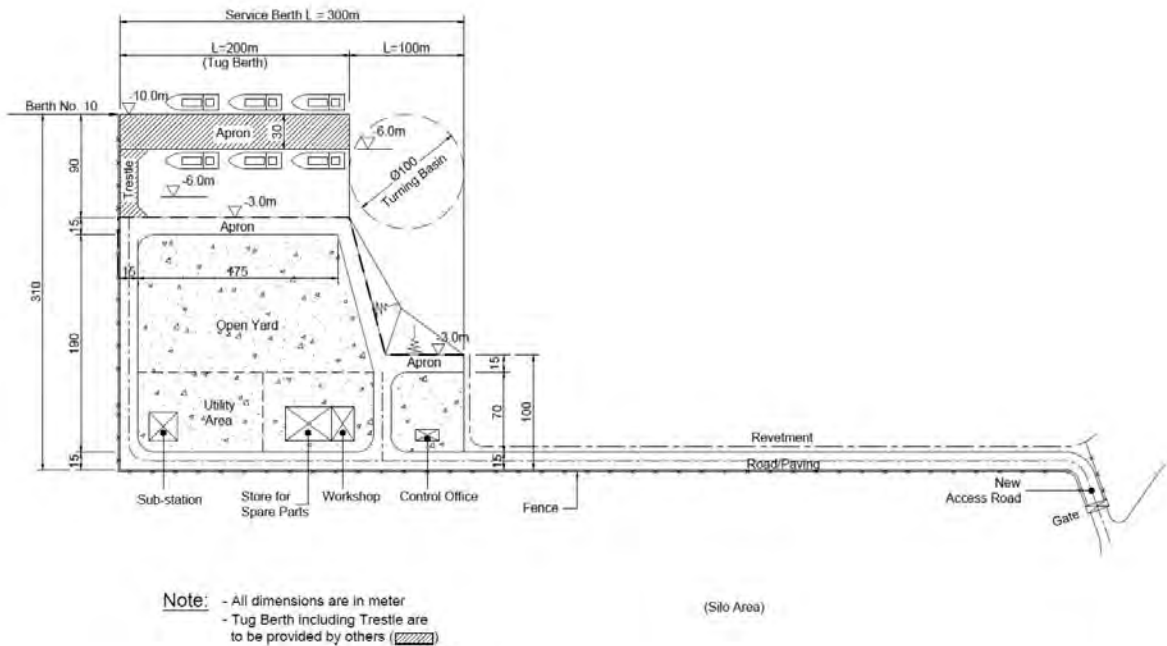 Service Berth L = 300m
L=200m
L=100m
(Tug Berth)
Berth No. 10
-10.0m
Apron
30
-6.0m
Ø100
Turning Basin
90
Trestle
-6.0m
-3.0m
15
Apron
15
175
310
Open Yard
190
-3.0m
Apron
15
Utility
Area
70
100
Revetment
15
15
Road/Paving
Sub-station
Store for
Spare Parts
Workshop
Control Office
Fence
New
Access Road
Gate
Note:
- All dimensions are in meter
- Tug Berth including Trestle are
to be provided by others ( )
(Silo Area)